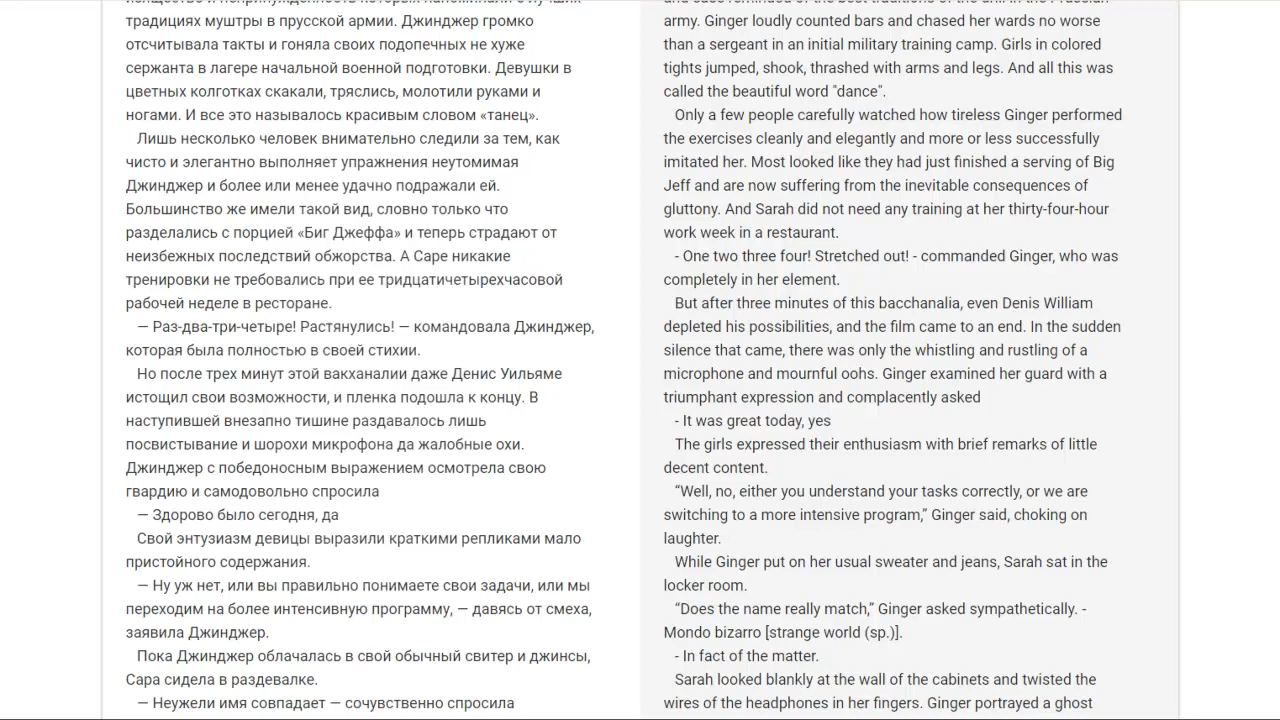 традициях муштры в прусской армии. Джинджер громко
отсчитывала такты и гоняла своих подопечных не хуже
сержанта в лагере начальной военной подготовки. Девушки в
цветных колготках скакали, тряслись, молотили руками и
ногами. И все это называлось красивым словом «танец».
Лишь несколько человек внимательно следили за тем, как
чисто и элегантно выполняет упражнения неутомимая
Джинджер и более или менее удачно подражали ей.
Большинство же имели такой вид, словно только что
разделались с порцией «Биг Джеффа» и теперь страдают от
неизбежных последствий обжорства. А Саре никакие
тренировки не требовались при ее тридцатичетырехчасовой
рабочей неделе в ресторане.
— Раз-два-три-четыре! Растянулись! — командовала Джинджер,
которая была полностью в своей стихии.
Но после трех минут этой вакханалии даже Денис Уильяме
истощил свои возможности, и пленка подошла к концу. В
наступившей внезапно тишине раздавалось лишь
посвистывание и шорохи микрофона да жалобные охи.
Джинджер с победоносным выражением осмотрела свою
гвардию и самодовольно спросила
— Здорово было сегодня, да
Свой энтузиазм девицы выразили краткими репликами мало
пристойного содержания.
— Ну уж нет, или вы правильно понимаете свои задачи, или мы
переходим на более интенсивную программу, — давясь от смеха,
заявила Джинджер.
Пока Джинджер облачалась в свой обычный свитер и джинсы,
Сара сидела в раздевалке.
— Неужели имя совпадает — сочувственно спросила
army. Ginger loudly counted bars and chased her wards no worse
than a sergeant in an initial military training camp. Girls in colored
tights jumped, shook, thrashed with arms and legs. And all this was
called the beautiful word "dance".
Only a few people carefully watched how tireless Ginger performed
the exercises cleanly and elegantly and more or less successfully
imitated her. Most looked like they had just finished a serving of Big
Jeff and are now suffering from the inevitable consequences of
gluttony. And Sarah did not need any training at her thirty-four-hour
work week in a restaurant.
- One two three four! Stretched out! - commanded Ginger, who was
completely in her element.
But after three minutes of this bacchanalia, even Denis William
depleted his possibilities, and the film came to an end. In the sudden
silence that came, there was only the whistling and rustling of a
microphone and mournful oohs. Ginger examined her guard with a
triumphant expression and complacently asked
- It was great today, yes
The girls expressed their enthusiasm with brief remarks of little
decent content.
“Well, no, either you understand your tasks correctly, or we are
switching to a more intensive program,” Ginger said, choking on
laughter.
While Ginger put on her usual sweater and jeans, Sarah sat in the
locker room.
“Does the name really match,” Ginger asked sympathetically. -
Mondo bizarro [strange world (sp.)].
- In fact of the matter.
Sarah looked blankly at the wall of the cabinets and twisted the
wires of the headphones in her fingers. Ginger portrayed a ghost